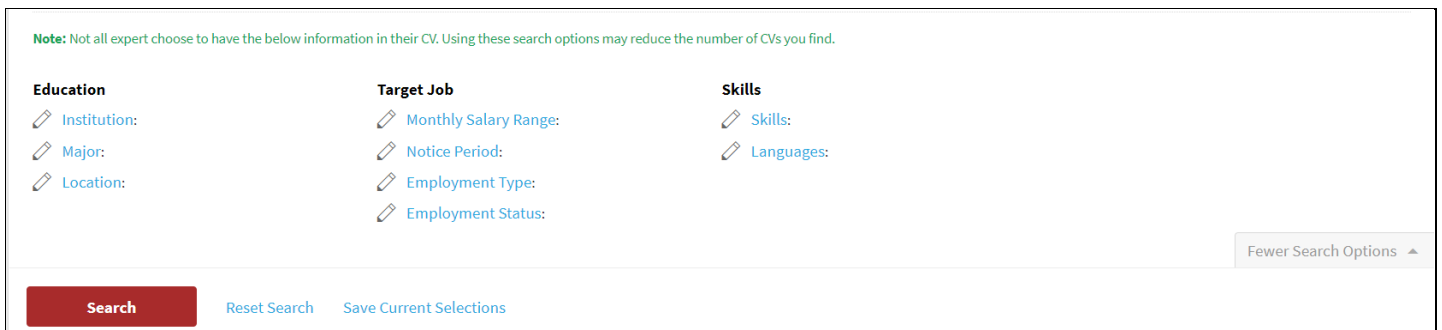 Note: Not all expert choose to have the below information in their CV. Using these search options may reduce the number of CVs you find.
Education
Institution:
Major:
Location:
Target Job
Monthly Salary Range:
Notice Period:
Employment Type:
Employment Status:
Skills
Skills:
Languages:
Fewer Search Options
Search
Reset Search
Save Current Selections